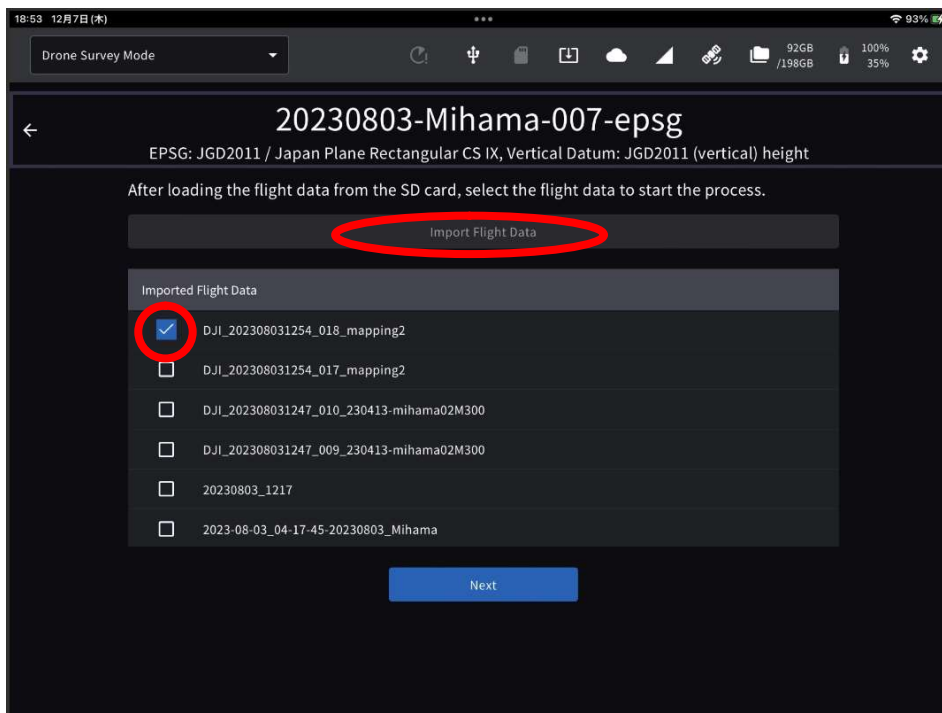 18:53 12月7日(木)
93%
Drone Survey Mode
92GB
/198GB
100%
35%
20230803-Mihama-007-epsg
EPSG: JGD2011 / Japan Plane Rectangular CS IX, Vertical Datum: JGD2011 (vertical) height
After loading the flight data from the SD card, select the flight data to start the process.
Import Flight Data
Imported Flight Data
DJI_202308031254_018_mapping2
DJI_202308031254_017_mapping2
DJI_202308031247_010_230413-mihama02M300
DJI_202308031247_009_230413-mihama02M300
20230803_1217
2023-08-03_04-17-45-20230803_Mihama
Next